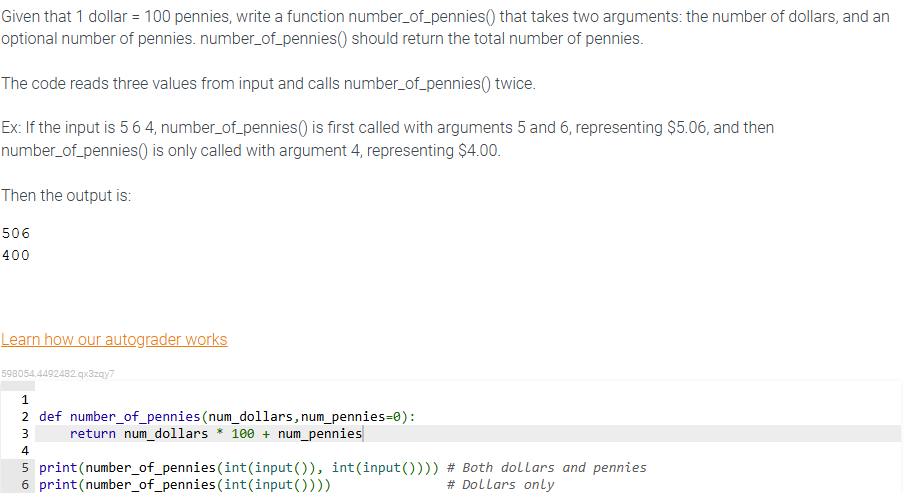 Given that 1 dollar = 100 pennies, write a function number_of_pennies() that takes two arguments: the number of dollars, and an
optional number of pennies. number_of_pennies() should return the total number of pennies.
The code reads three values from input and calls number_of_pennies() twice.
Ex: If the input is 5 6 4, number_of_pennies() is first called with arguments 5 and 6, representing $5.06, and then
number_of_pennies() is only called with argument 4, representing $4.00.
Then the output is:
506
400
Learn how our autograder works
598054.4492482.qx3zqy7
1
2 def number_of_pennies(num_dollars,num_pennies=0):
3     return num_dollars * 100 + num_pennies
4
5 print(number_of_pennies(int(input()), int(input()))) # Both dollars and pennies
6 print(number_of_pennies(int(input())))               # Dollars only